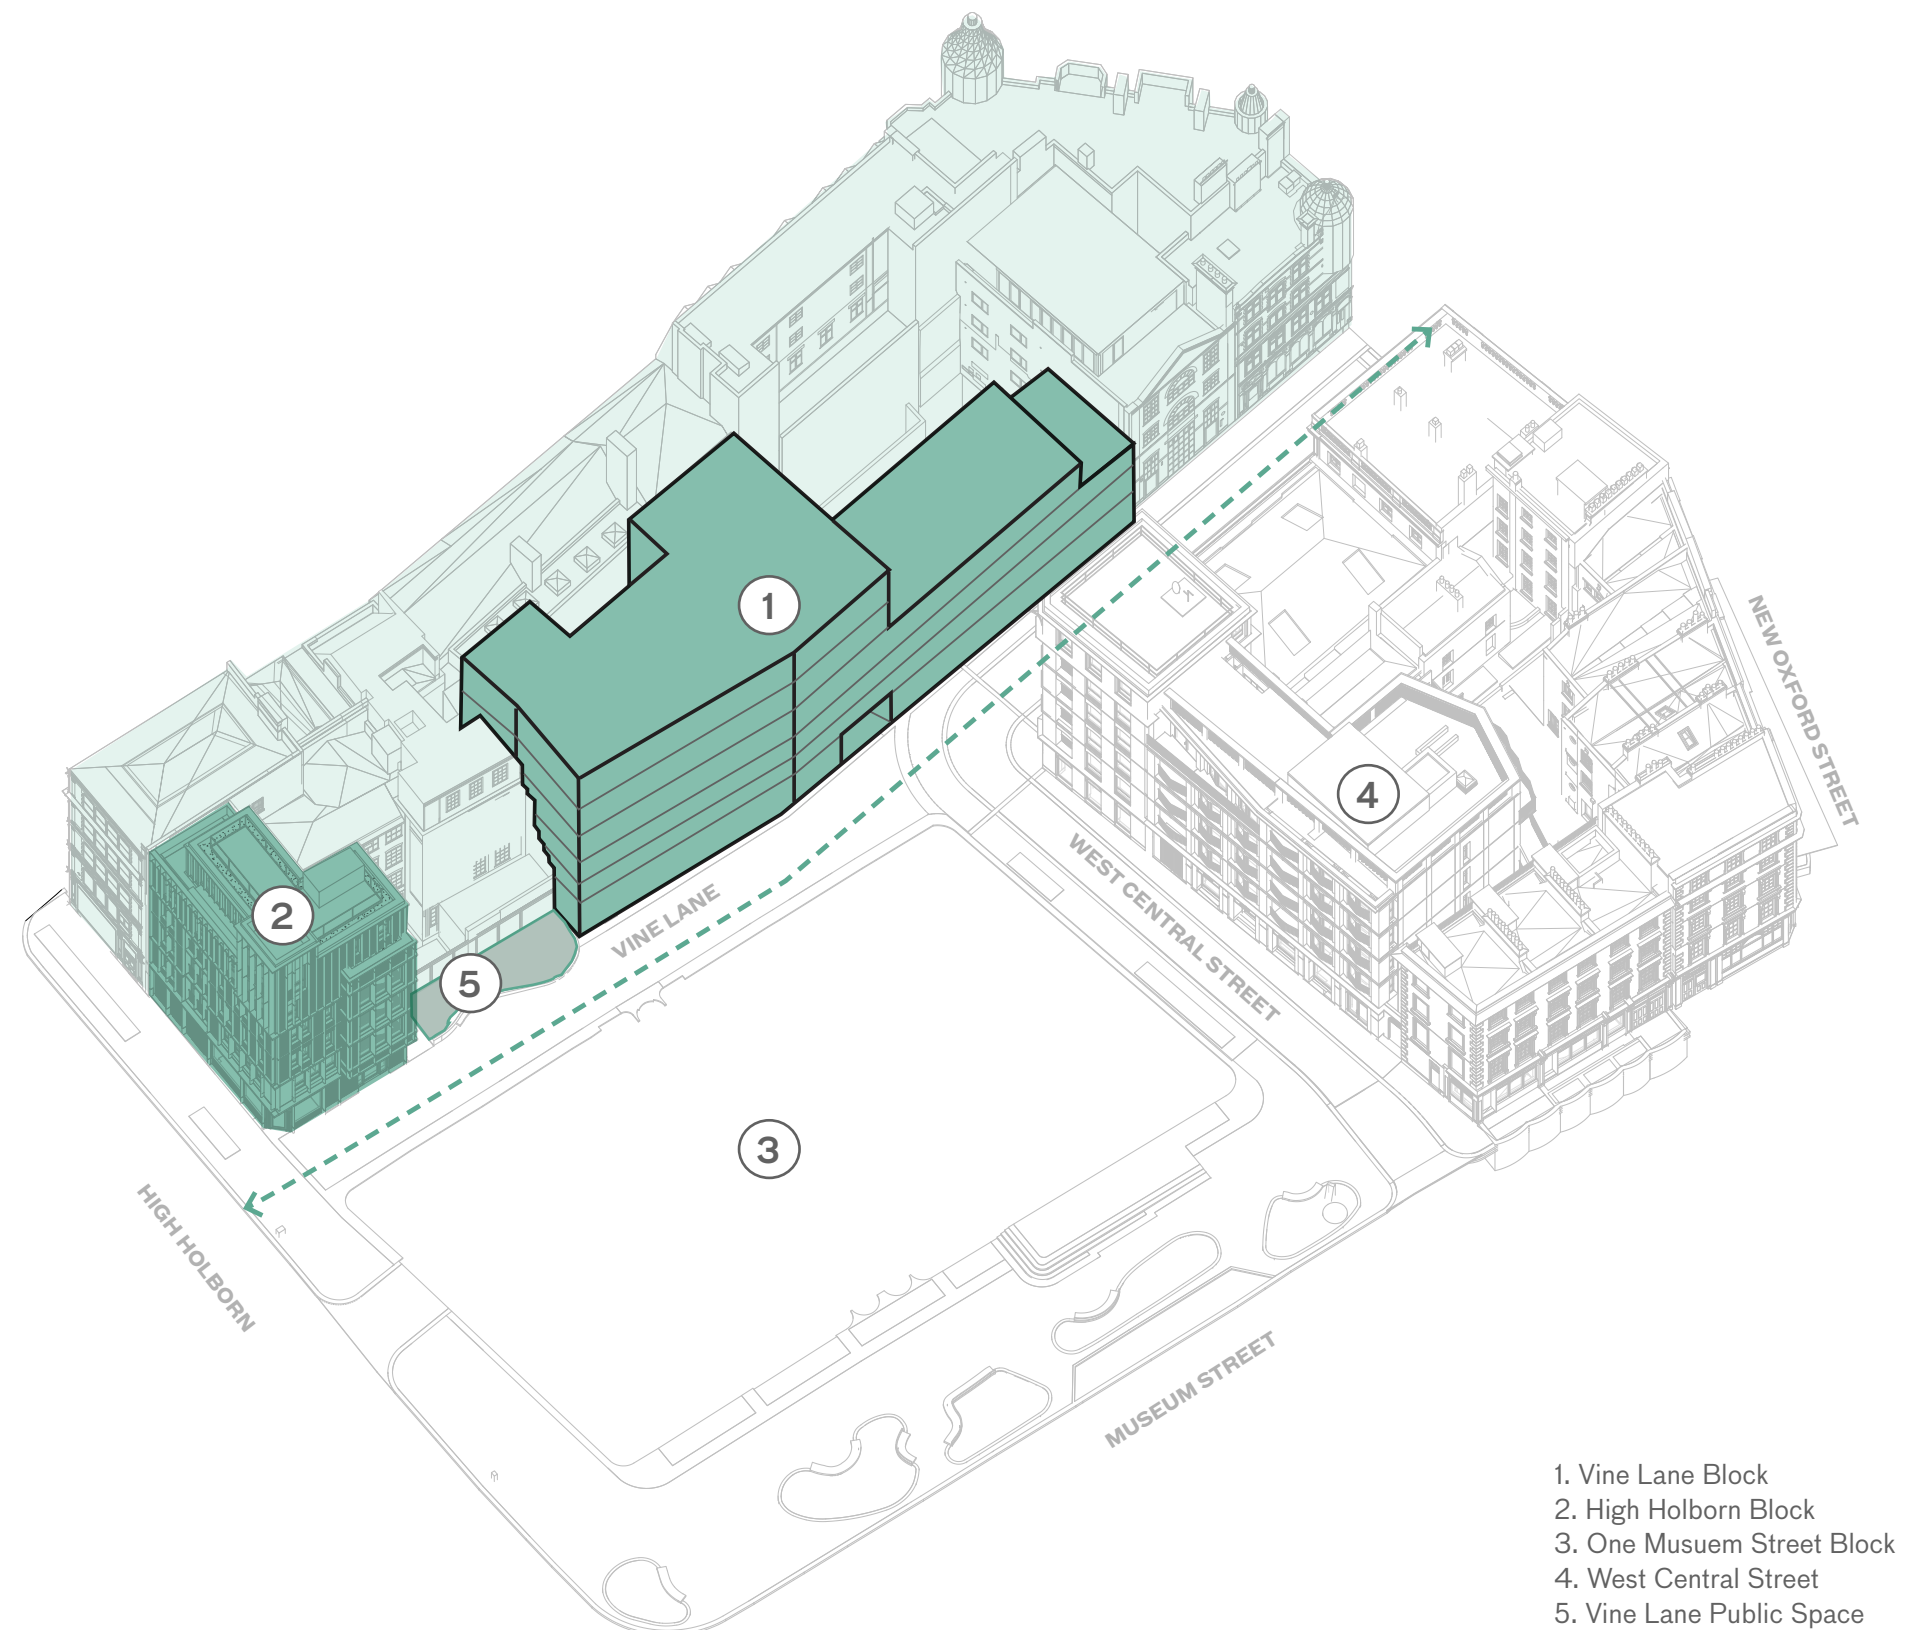 1
2
3
4
5
NEW OXFORD STREET
VINE LANE
WEST CENTRAL STREET
HIGH HOLBORN
MUSEUM STREET
1. Vine Lane Block
2. High Holborn Block
3. One Musuem Street Block
4. West Central Street
5. Vine Lane Public Space